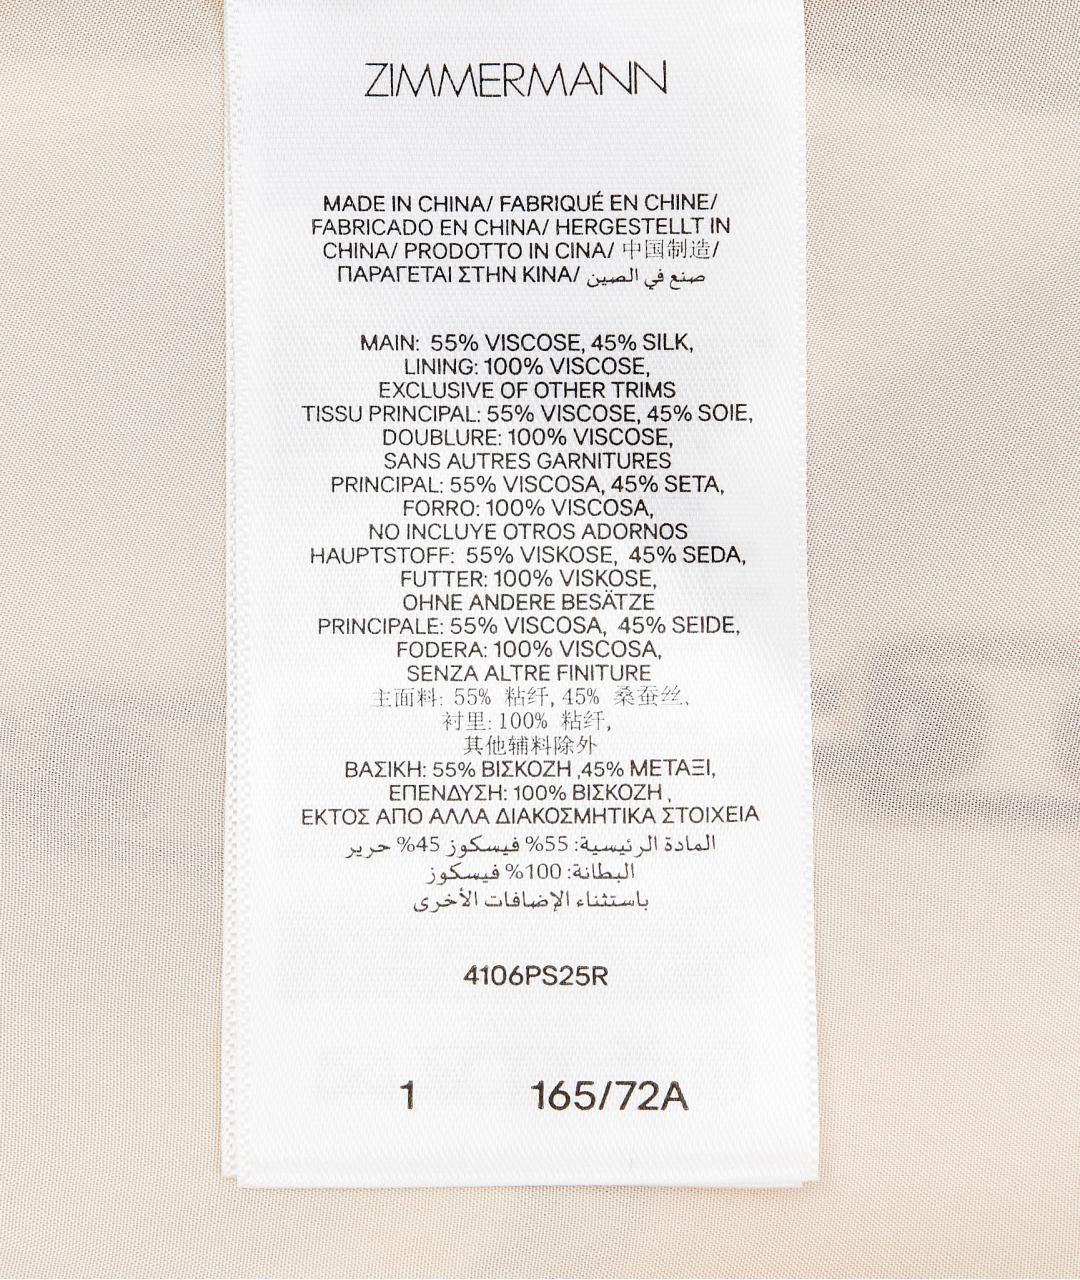 ZIMMERMANN
MADE IN CHINA/ FABRIQUÉ EN CHINE/
FABRICADO EN CHINA/ HERGESTELLT IN
CHINA/ PRODOTTO IN CINA/ 中国制造/
ΠΑΡΑΓΕΤΑΙ ΣΤΗΝ ΚΙΝΑ/ صنع في الصين
MAIN: 55% VISCOSE, 45% SILK,
LINING: 100% VISCOSE,
EXCLUSIVE OF OTHER TRIMS
TISSU PRINCIPAL: 55% VISCOSE, 45% SOIE,
DOUBLURE: 100% VISCOSE,
SANS AUTRES GARNITURES
PRINCIPAL: 55% VISCOSA, 45% SETA,
FORRO: 100% VISCOSA,
NO INCLUYE OTROS ADORNOS
HAUPTSTOFF: 55% VISKOSE, 45% SEDA,
FUTTER: 100% VISKOSE,
OHNE ANDERE BESÄTZE
PRINCIPALE: 55% VISCOSA, 45% SEIDE,
FODERA: 100% VISCOSA,
SENZA ALTRE FINITURE
主面料: 55% 粘纤, 45% 桑蚕丝,
衬里: 100% 粘纤,
其他辅料除外
ΒΑΣΙΚΗ: 55% ΒΙΣΚΟΖΗ ,45% ΜΕΤΑΞΙ,
ΕΠΕΝΔΥΣΗ: 100% ΒΙΣΚΟΖΗ ,
ΕΚΤΟΣ ΑΠΟ ΑΛΛΑ ΔΙΑΚΟΣΜΗΤΙΚΑ ΣΤΟΙΧΕΙΑ
المادة الرئيسية: 55% فيسكوز 45% حرير
البطانة: 100% فيسكوز
باستثناء الإضافات الأخرى
4106PS25R
1 165/72A